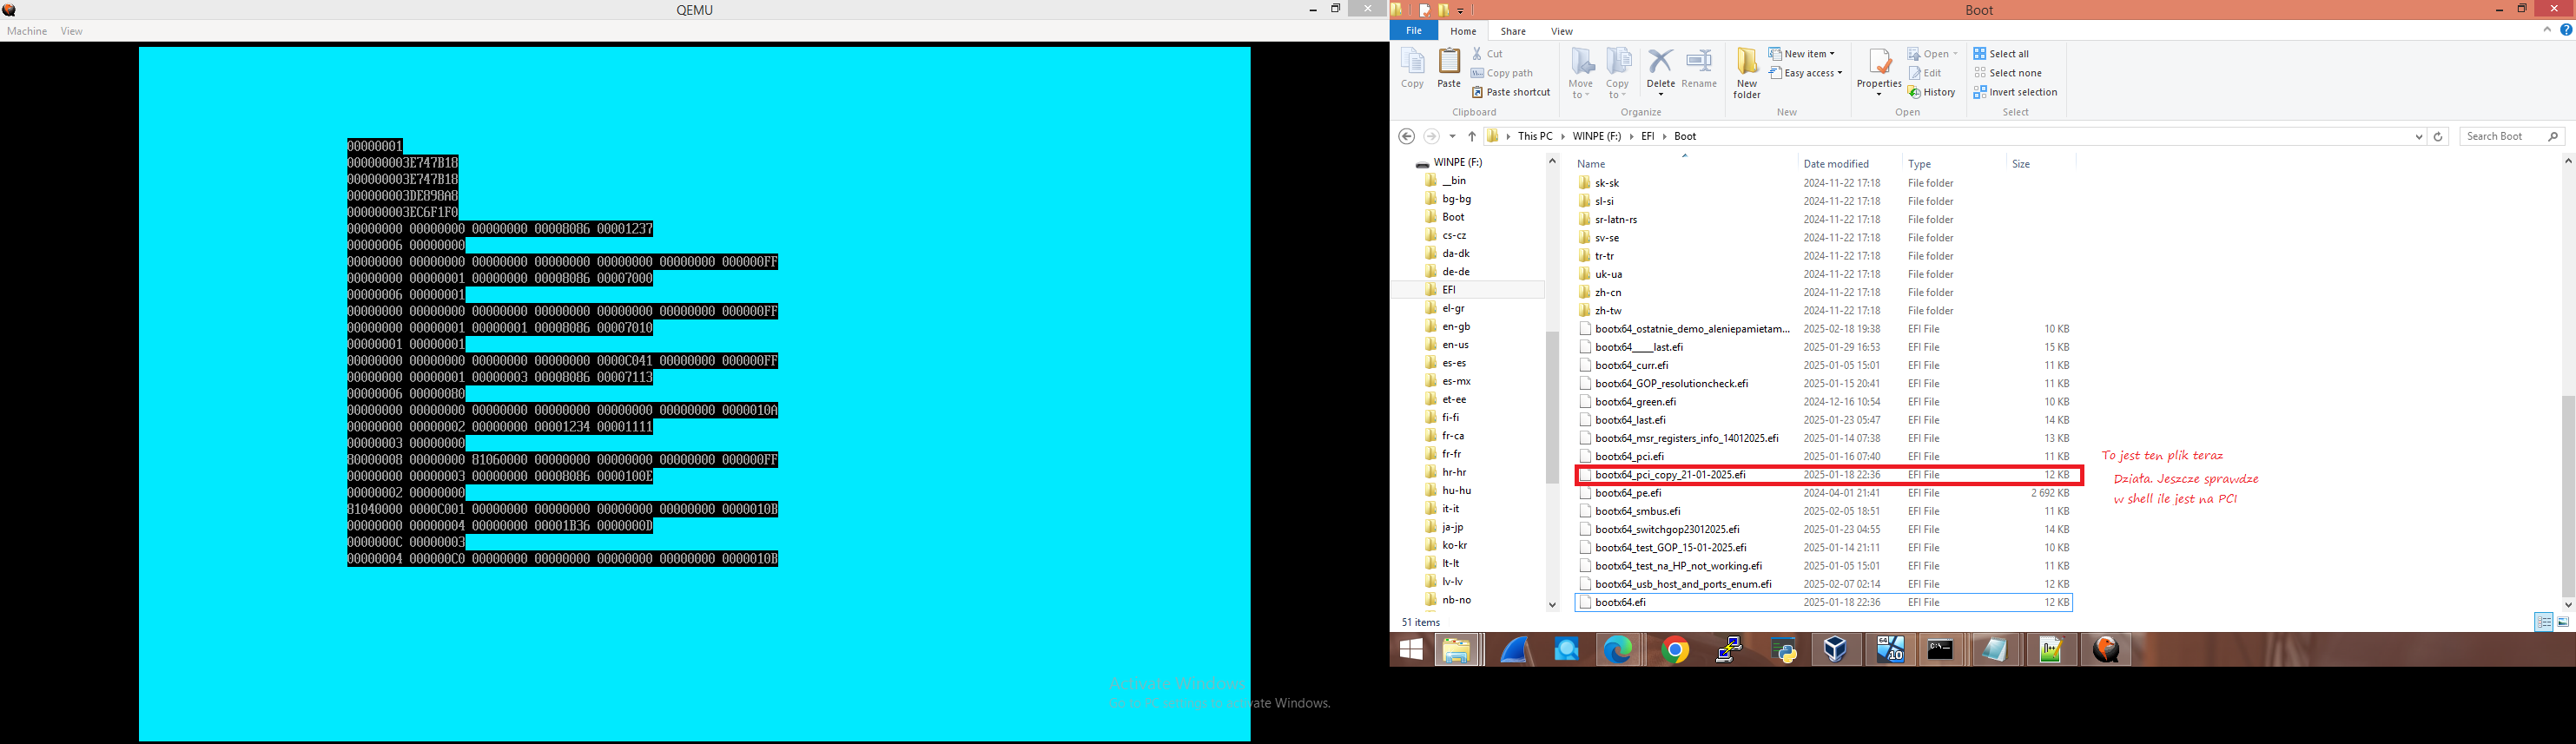 QEMU
Machine View
00000001
000000003E747B18
000000003E747B18
000000003DE898A8
000000003EC6F1F0
00000000 00000000 00000000 00008086 00001237
00000006 00000000
00000000 00000000 00000000 00000000 00000000 00000000 000000FF
00000000 00000001 00000000 00008086 00007000
00000006 00000001
00000000 00000000 00000000 00000000 00000000 00000000 000000FF
00000000 00000001 00000001 00008086 00007010
00000001 00000001
00000000 00000000 00000000 00000000 0000C041 00000000 000000FF
00000000 00000001 00000003 00008086 00007113
00000006 00000080
00000000 00000000 00000000 00000000 00000000 00000000 0000010A
00000000 00000002 00000000 00001234 00001111
00000003 00000000
80000008 00000000 81060000 00000000 00000000 00000000 000000FF
00000000 00000003 00000000 00008086 0000100E
00000002 00000000
81040000 0000C001 00000000 00000000 00000000 00000000 0000010B
00000000 00000004 00000000 00001B36 0000000D
0000000C 00000003
00000004 000000C0 00000000 00000000 00000000 00000000 0000010B
Activate Windows
Boot
File Home Share View
Copy
Paste
Cut
Copy path
Paste shortcut
Clipboard
Move to
Copy to
Delete
Rename
Organize
New folder
New item
Easy access
New
Properties
Open
Edit
History
Open
Select all
Select none
Invert selection
Select
This PC WINPE (F:) EFI Boot
Search Boot
WINPE (F:)
__bin
bg-bg
Boot
cs-cz
da-dk
de-de
EFI
el-gr
en-gb
en-us
es-es
es-mx
et-ee
fi-fi
fr-ca
fr-fr
hr-hr
hu-hu
it-it
ja-jp
ko-kr
lt-lt
lv-lv
nb-no
Name Date modified Type Size
sk-sk 2024-11-22 17:18 File folder
sl-si 2024-11-22 17:18 File folder
sr-latn-rs 2024-11-22 17:18 File folder
sv-se 2024-11-22 17:18 File folder
tr-tr 2024-11-22 17:18 File folder
uk-ua 2024-11-22 17:18 File folder
zh-cn 2024-11-22 17:18 File folder
zh-tw 2024-11-22 17:18 File folder
bootx64_ostatnie_demo_aleniepamietam... 2025-02-18 19:38 EFI File 10 KB
bootx64____last.efi 2025-01-29 16:53 EFI File 15 KB
bootx64_curr.efi 2025-01-05 15:01 EFI File 11 KB
bootx64_GOP_resolutioncheck.efi 2025-01-15 20:41 EFI File 11 KB
bootx64_green.efi 2024-12-16 10:54 EFI File 10 KB
bootx64_last.efi 2025-01-23 05:47 EFI File 14 KB
bootx64_msr_registers_info_14012025.efi 2025-01-14 07:38 EFI File 13 KB
bootx64_pci.efi 2025-01-16 07:40 EFI File 11 KB
bootx64_pci_copy_21-01-2025.efi 2025-01-18 22:36 EFI File 12 KB
bootx64_pe.efi 2024-04-01 21:41 EFI File 2 692 KB
bootx64_smbus.efi 2025-02-05 18:51 EFI File 11 KB
bootx64_switchgop23012025.efi 2025-01-23 04:55 EFI File 14 KB
bootx64_test_GOP_15-01-2025.efi 2025-01-14 21:11 EFI File 10 KB
bootx64_test_na_HP_not_working.efi 2025-01-05 15:01 EFI File 11 KB
bootx64_usb_host_and_ports_enum.efi 2025-02-07 02:14 EFI File 12 KB
bootx64.efi 2025-01-18 22:36 EFI File 12 KB
51 items
To jest ten plik teraz
Działa. Jeszcze sprawdze
w shell ile jest na PCI